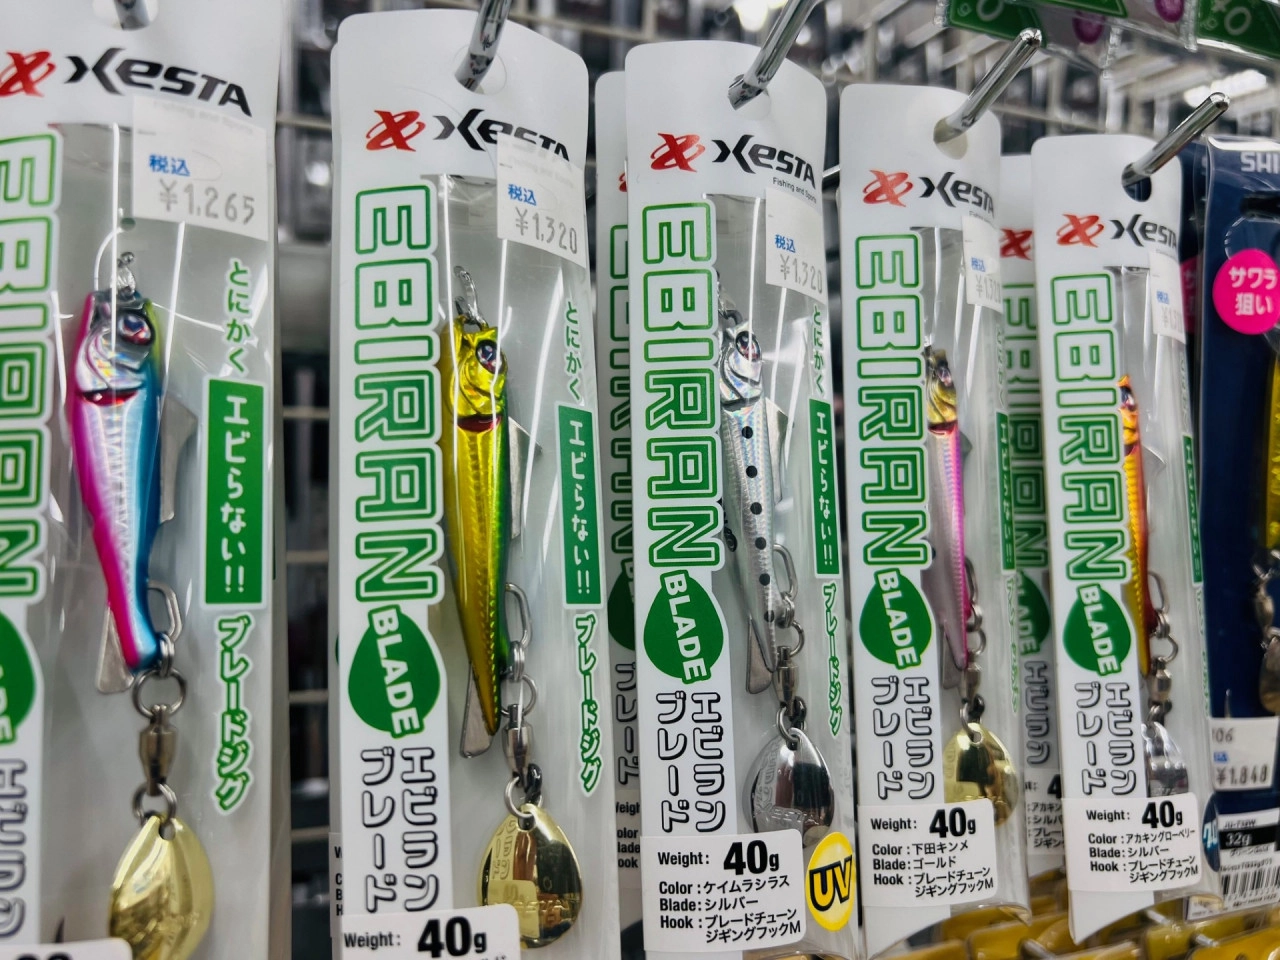 XESTA
Fishing and Sports
税込
¥1,265
EBIRAN
とにかく
エビらない!!
ブレードジグ
XESTA
税込
¥1,320
EBIRAN
BLADE
エビラン
ブレード
とにかく
エビらない!!
ブレードジグ
Weight: 40g
XESTA
Fishing and Sports
税込
¥1,320
EBIRAN
BLADE
エビラン
ブレード
とにかく
エビらない!!
ブレードジグ
Weight: 40g
Color:ケイムラシラス
Blade:シルバー
Hook:ブレードチューン
ジギングフックM
UV
XESTA
税込
EBIRAN
BLADE
エビラン
ブレード
Weight: 40g
Color:下田キンメ
Blade:ゴールド
Hook:ブレードチューン
ジギングフックM
XESTA
税込
EBIRAN
BLADE
エビラン
ブレード
Weight: 40g
Color:アカキングローベリー
Blade:シルバー
Hook:ブレードチューン
ジギングフックM
SHI
サワラ
狙い
¥1,848
32g